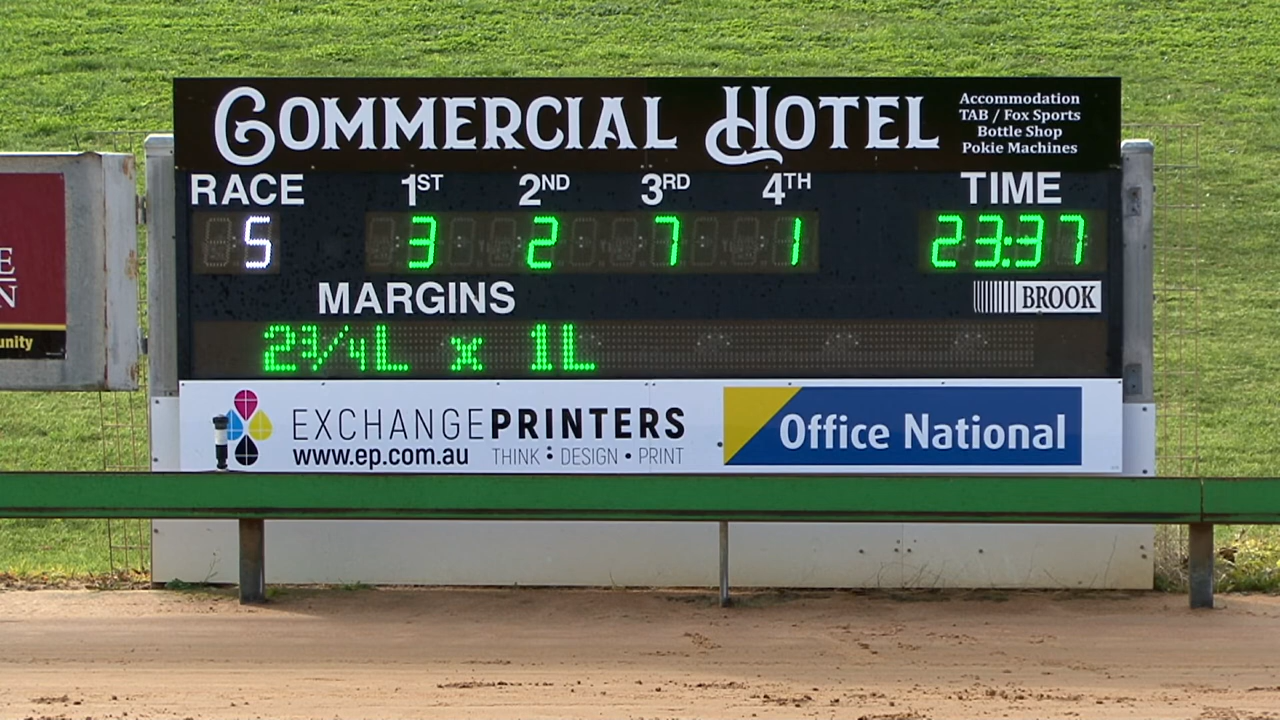 COMMERCIAL HOTEL
Accommodation
TAB / Fox Sports
Bottle Shop
Pokie Machines
RACE 1ST 2ND 3RD 4TH TIME
5 3 2 7 1 23:37
MARGINS
BROOK
2 3/4L x 1L
E
N
unity
EXCHANGEPRINTERS
www.ep.com.au THINK : DESIGN • PRINT
Office National